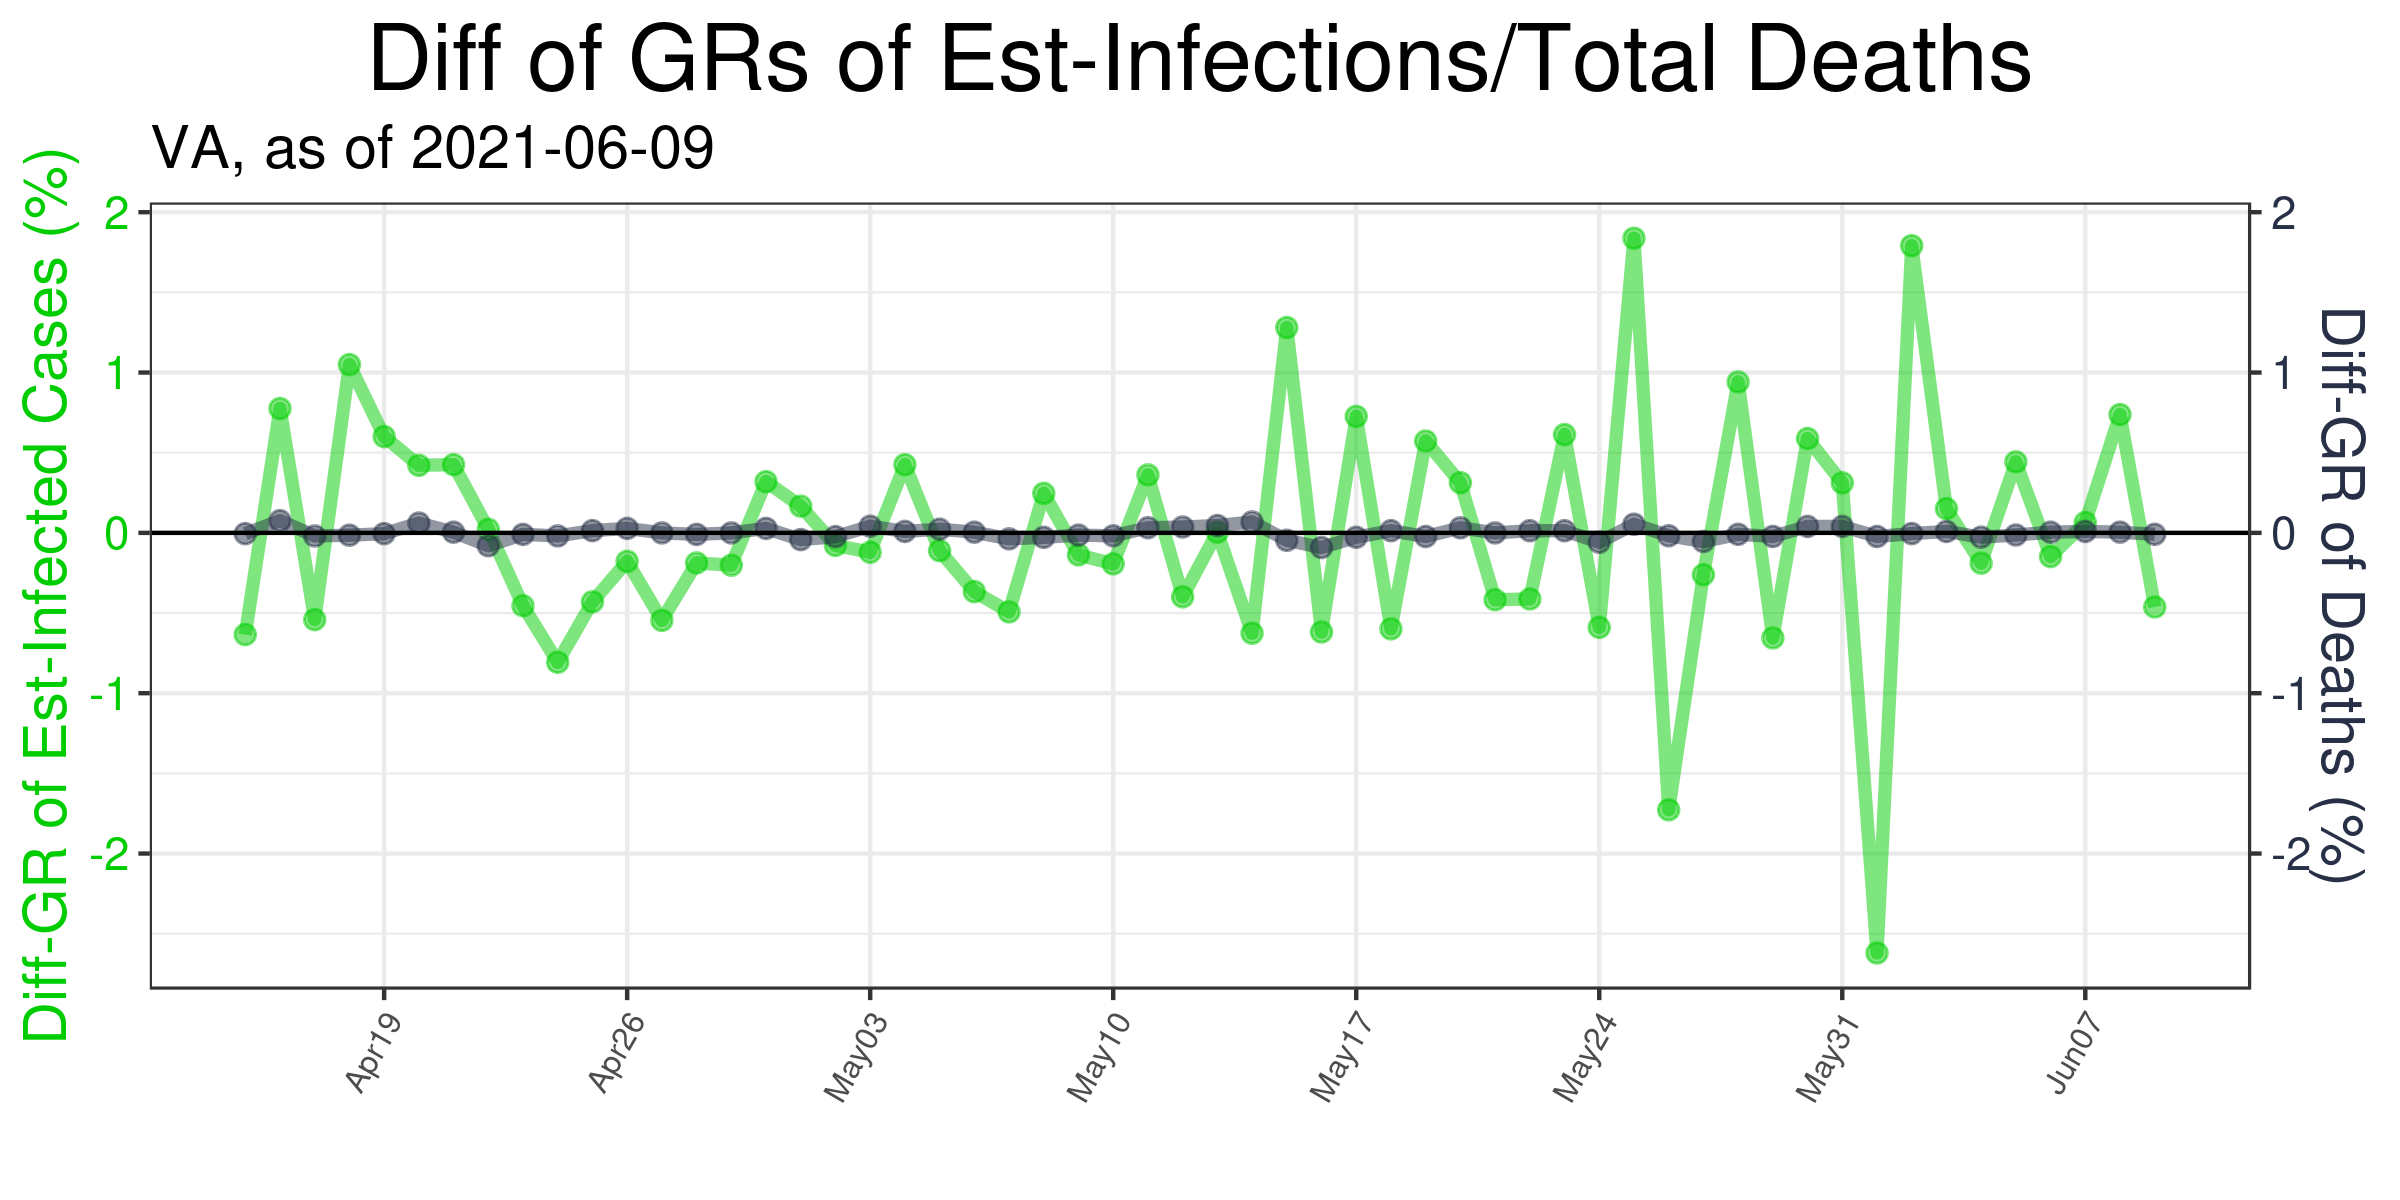 Diff of GRs of Est-Infections/Total Deaths
VA, as of 2021-06-09
Diff-GR of Est-Infected Cases (%)
2
1
0
-1
-2
2
1
0
-1
-2
Diff-GR of Deaths (%)
Apr19
Apr26
May03
May10
May17
May24
May31
Jun07